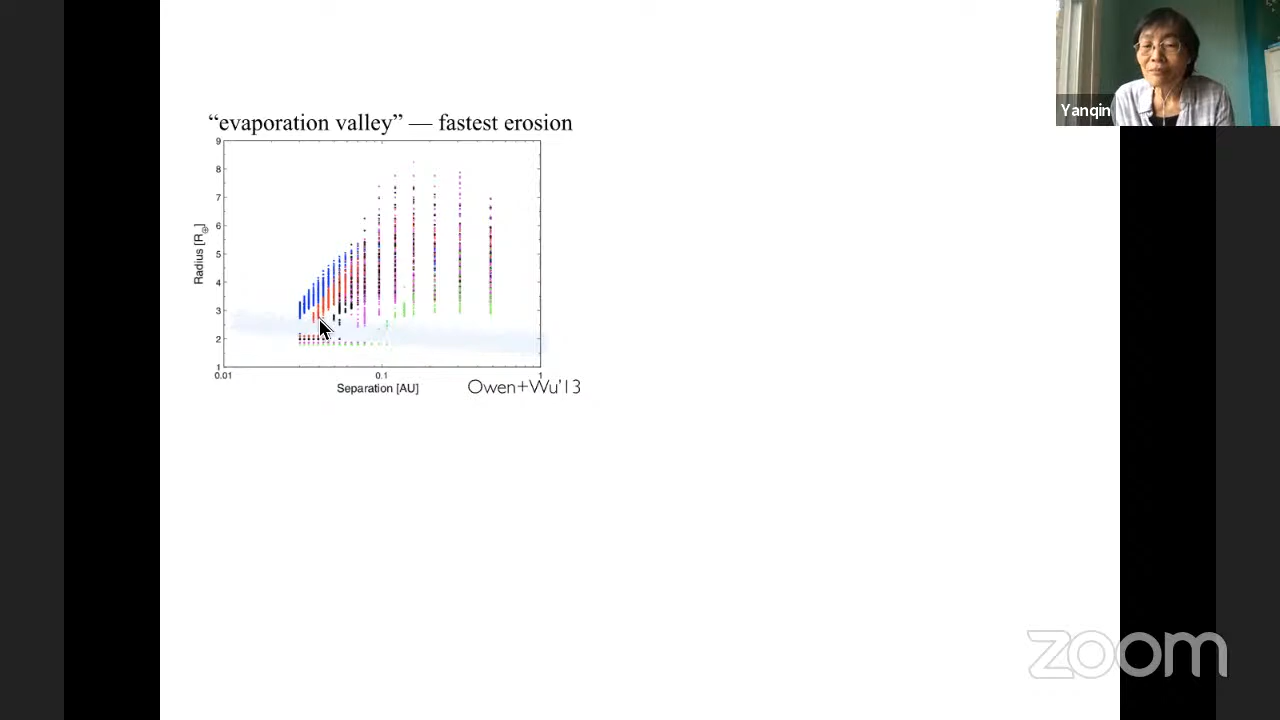 Yanqin
“evaporation valley” — fastest erosion
9
8
7
6
5
4
3
2
1
Radius [R⊕]
0.01
0.1
1
Separation [AU]
Owen+Wu'13
zoom